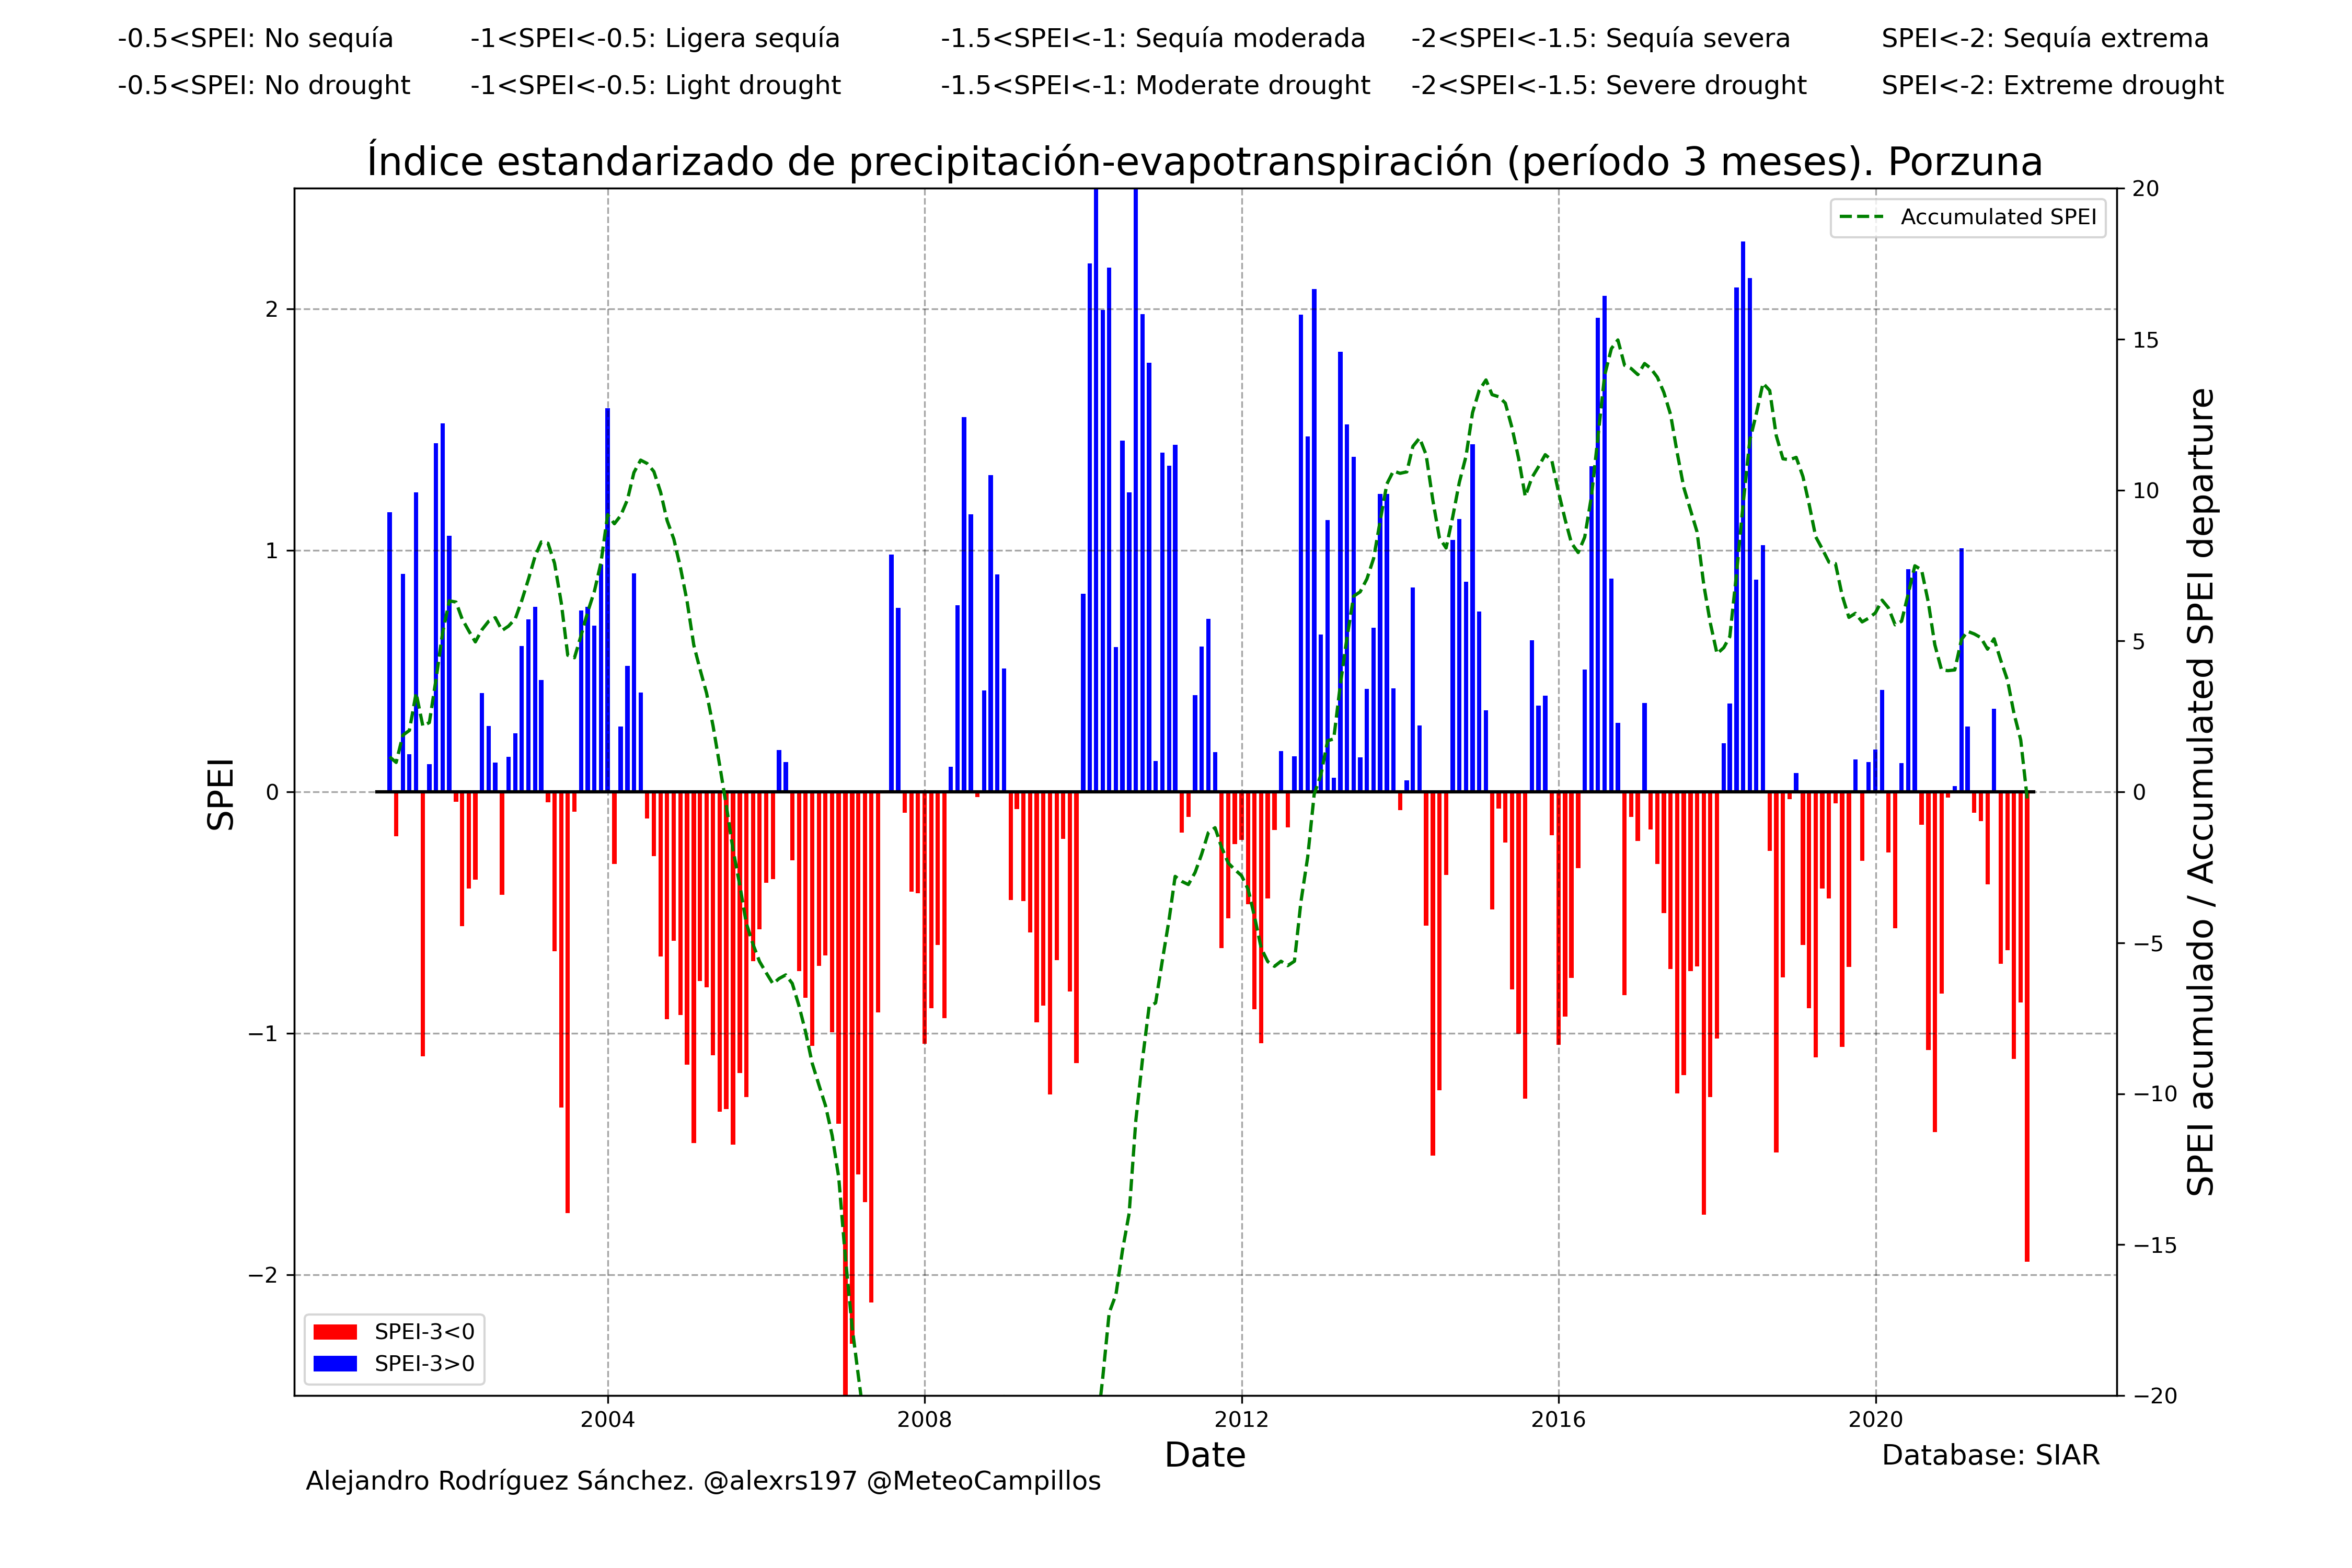 -0.5<SPEI: No sequía -1<SPEI<-0.5: Ligera sequía -1.5<SPEI<-1: Sequía moderada -2<SPEI<-1.5: Sequía severa SPEI<-2: Sequía extrema
-0.5<SPEI: No drought -1<SPEI<-0.5: Light drought -1.5<SPEI<-1: Moderate drought -2<SPEI<-1.5: Severe drought SPEI<-2: Extreme drought
Índice estandarizado de precipitación-evapotranspiración (período 3 meses). Porzuna
Accumulated SPEI
2
1
0
−1
−2
SPEI
20
15
10
5
0
−5
−10
−15
−20
SPEI acumulado / Accumulated SPEI departure
SPEI-3<0
SPEI-3>0
2004 2008 2012 2016 2020
Date
Database: SIAR
Alejandro Rodríguez Sánchez. @alexrs197 @MeteoCampillos